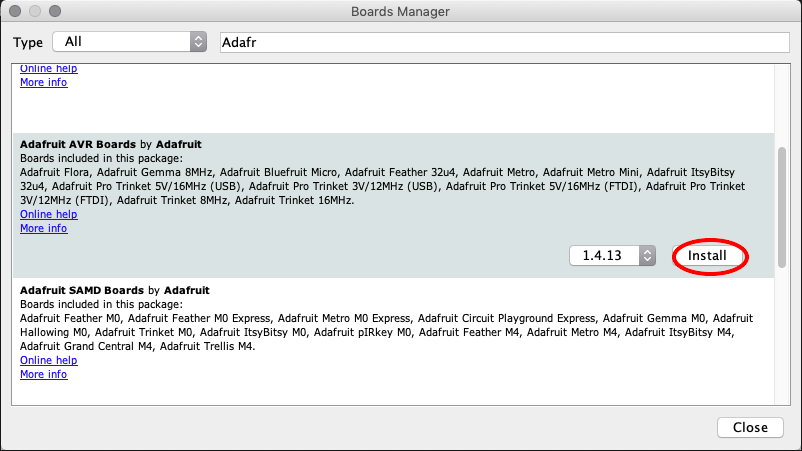 Boards Manager
Type All Adafr
Online help
More info
Adafruit AVR Boards by Adafruit
Boards included in this package:
Adafruit Flora, Adafruit Gemma 8MHz, Adafruit Bluefruit Micro, Adafruit Feather 32u4, Adafruit Metro, Adafruit Metro Mini, Adafruit ItsyBitsy
32u4, Adafruit Pro Trinket 5V/16MHz (USB), Adafruit Pro Trinket 3V/12MHz (USB), Adafruit Pro Trinket 5V/16MHz (FTDI), Adafruit Pro Trinket
3V/12MHz (FTDI), Adafruit Trinket 8MHz, Adafruit Trinket 16MHz.
Online help
More info
1.4.13 Install
Adafruit SAMD Boards by Adafruit
Boards included in this package:
Adafruit Feather M0, Adafruit Feather M0 Express, Adafruit Metro M0 Express, Adafruit Circuit Playground Express, Adafruit Gemma M0, Adafruit
Hallowing M0, Adafruit Trinket M0, Adafruit ItsyBitsy M0, Adafruit pIRkey M0, Adafruit Feather M4, Adafruit Metro M4, Adafruit ItsyBitsy M4,
Adafruit Grand Central M4, Adafruit Trellis M4.
Online help
More info
Close